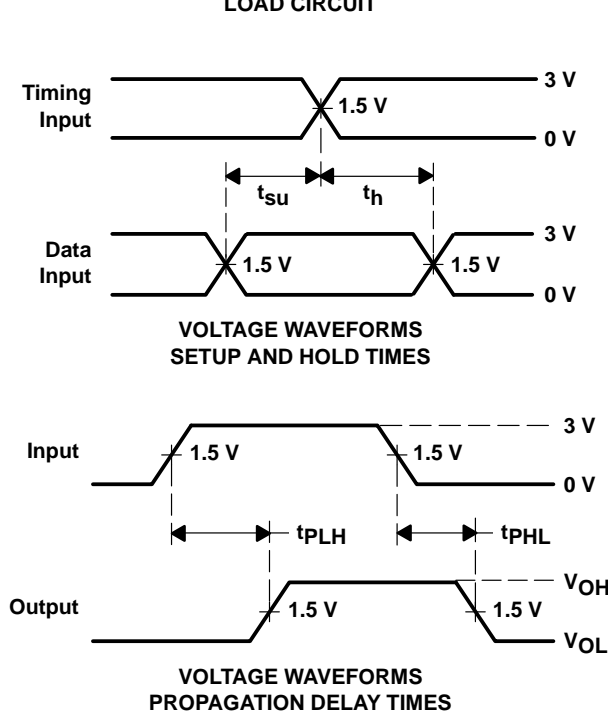 LOAD CIRCUIT
Timing
Input
3 V
1.5 V
0 V
tsu
th
Data
Input
3 V
1.5 V
1.5 V
0 V
VOLTAGE WAVEFORMS
SETUP AND HOLD TIMES
Input
3 V
1.5 V
1.5 V
0 V
tPLH
tPHL
Output
VOH
1.5 V
1.5 V
VOL
VOLTAGE WAVEFORMS
PROPAGATION DELAY TIMES